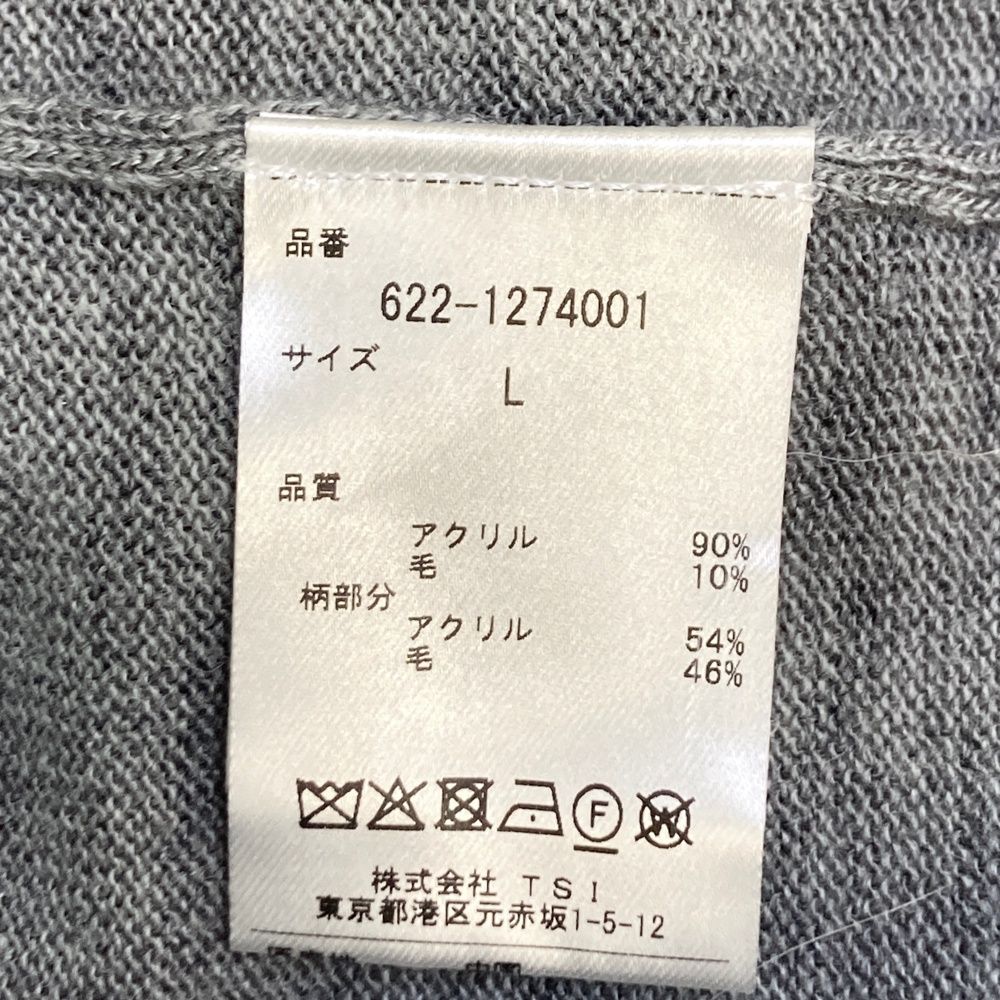 品番
622-1274001
サイズ
L
品質
アクリル 90%
毛 10%
柄部分
アクリル 54%
毛 46%
F
W
株式会社 TSI
東京都港区元赤坂1-5-12